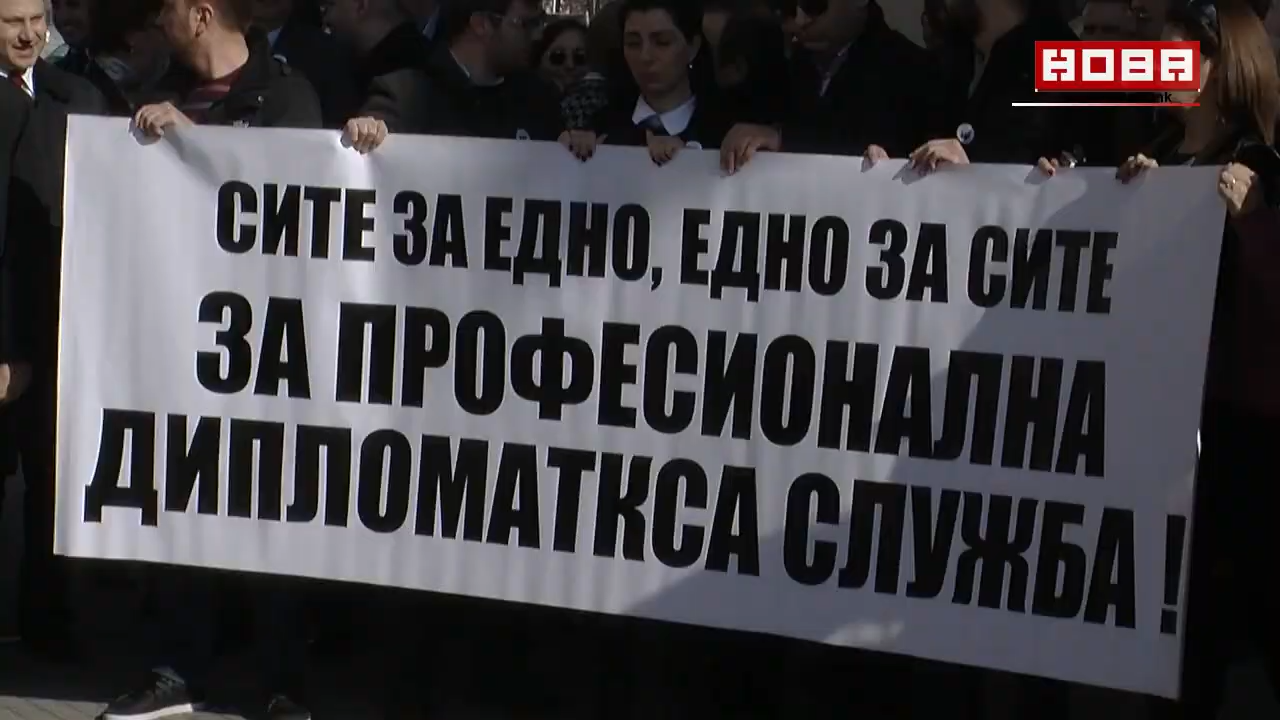 НОВА
СИТЕ ЗА ЕДНО, ЕДНО ЗА СИТЕ
ЗА ПРОФЕСИОНАЛНА
ДИПЛОМАТКСА СЛУЖБА !